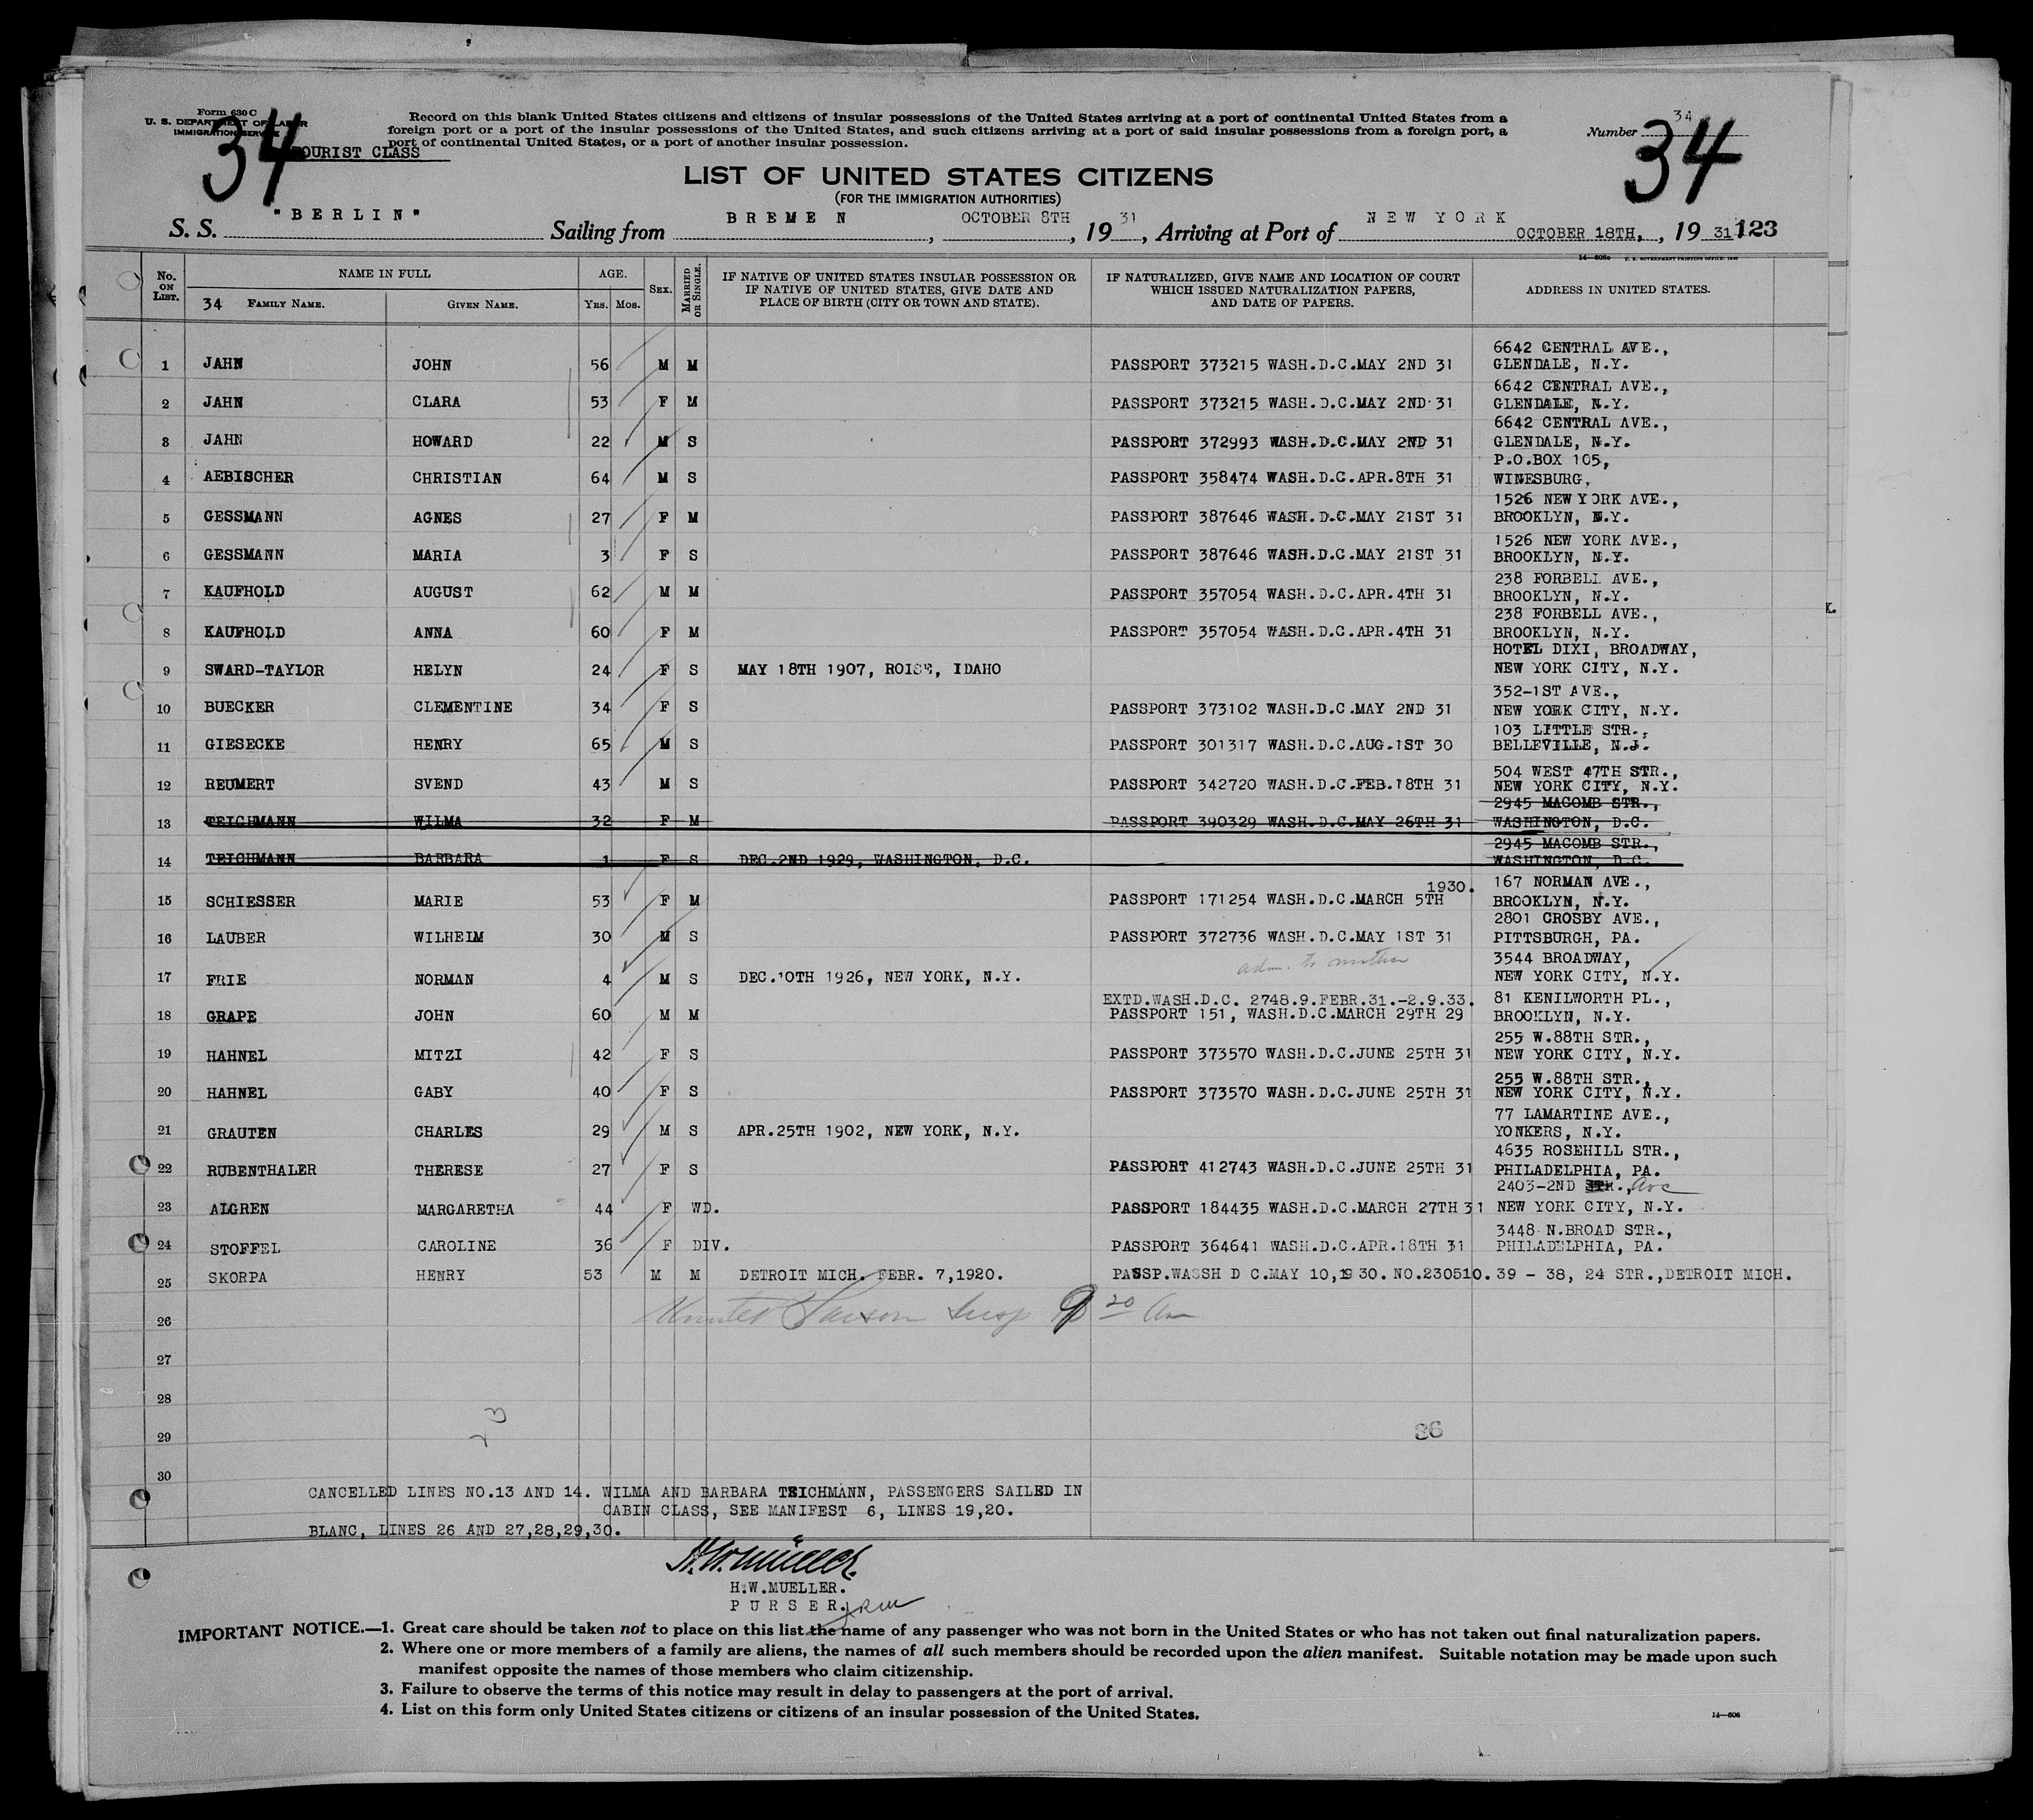 Form 630 C
U. S. DEPARTMENT OF LABOR
IMMIGRATION SERVICE
34
TOURIST CLASS
Record on this blank United States citizens and citizens of insular possessions of the United States arriving at a port of continental United States from a
foreign port or a port of the insular possessions of the United States, and such citizens arriving at a port of said insular possessions from a foreign port, a
port of continental United States, or a port of another insular possession.
Number 34
34
LIST OF UNITED STATES CITIZENS
(FOR THE IMMIGRATION AUTHORITIES)
S. S. "BERLIN" Sailing from BREMEN, OCTOBER 8TH, 1931, Arriving at Port of NEW YORK OCTOBER 18TH, , 1931 123
No. ON LIST. NAME IN FULL AGE. SEX. MARRIED OR SINGLE. IF NATIVE OF UNITED STATES INSULAR POSSESSION OR IF NATIVE OF UNITED STATES, GIVE DATE AND PLACE OF BIRTH (CITY OR TOWN AND STATE). IF NATURALIZED, GIVE NAME AND LOCATION OF COURT WHICH ISSUED NATURALIZATION PAPERS, AND DATE OF PAPERS. ADDRESS IN UNITED STATES.
34 FAMILY NAME. GIVEN NAME. YRS. MOS.
1 JAHN JOHN 56 M M PASSPORT 373215 WASH.D.C.MAY 2ND 31 6642 CENTRAL AVE., GLENDALE, N.Y.
2 JAHN CLARA 53 F M PASSPORT 373215 WASH.D.C.MAY 2ND 31 6642 CENTRAL AVE., GLENDALE, N.Y.
3 JAHN HOWARD 22 M S PASSPORT 372993 WASH.D.C.MAY 2ND 31 6642 CENTRAL AVE., GLENDALE, N.Y.
4 AEBISCHER CHRISTIAN 64 M S PASSPORT 358474 WASH.D.C.APR.8TH 31 P.O.BOX 105, WINESBURG,
5 GESSMANN AGNES 27 F M PASSPORT 387646 WASH.D.C.MAY 21ST 31 1526 NEW YORK AVE., BROOKLYN, N.Y.
6 GESSMANN MARIA 3 F S PASSPORT 387646 WASH.D.C.MAY 21ST 31 1526 NEW YORK AVE., BROOKLYN, N.Y.
7 KAUFHOLD AUGUST 62 M M PASSPORT 357054 WASH.D.C.APR.4TH 31 238 FORBELL AVE., BROOKLYN, N.Y.
8 KAUFHOLD ANNA 60 F M PASSPORT 357054 WASH.D.C.APR.4TH 31 238 FORBELL AVE., BROOKLYN, N.Y.
9 SWARD-TAYLOR HELYN 24 F S MAY 18TH 1907, ROISE, IDAHO HOTEL DIXI, BROADWAY, NEW YORK CITY, N.Y.
10 BUECKER CLEMENTINE 34 F S PASSPORT 373102 WASH.D.C.MAY 2ND 31 352-1ST AVE., NEW YORK CITY, N.Y.
11 GIESECKE HENRY 65 M S PASSPORT 301317 WASH.D.C.AUG.1ST 30 103 LITTLE STR., BELLEVILLE, N.J.
12 REUMERT SVEND 43 M S PASSPORT 342720 WASH.D.C.FEB.18TH 31 504 WEST 47TH STR., NEW YORK CITY, N.Y.
13 TEICHMANN WILMA 32 F M PASSPORT 390329 WASH.D.C.MAY 26TH 31 2945 MACOMB STR., WASHINGTON, D.C.
14 TEICHMANN BARBARA 1 F S DEC.2ND 1929, WASHINGTON, D.C. 2945 MACOMB STR., WASHINGTON, D.C.
15 SCHIESSER MARIE 53 F M PASSPORT 171254 WASH.D.C.MARCH 5TH 1930. 167 NORMAN AVE., BROOKLYN, N.Y.
16 LAUBER WILHEIM 30 M S PASSPORT 372736 WASH.D.C.MAY 1ST 31 2801 CROSBY AVE., PITTSBURGH, PA.
17 FRIE NORMAN 4 M S DEC.10TH 1926, NEW YORK, N.Y. adm. to mother 3544 BROADWAY, NEW YORK CITY, N.Y.
18 GRAPE JOHN 60 M M EXTD.WASH.D.C. 2748.9.FEBR.31.-2.9.33. PASSPORT 151, WASH.D.C.MARCH 29TH 29 81 KENILWORTH PL., BROOKLYN, N.Y.
19 HAHNEL MITZI 42 F S PASSPORT 373570 WASH.D.C.JUNE 25TH 31 255 W.88TH STR., NEW YORK CITY, N.Y.
20 HAHNEL GABY 40 F S PASSPORT 373570 WASH.D.C.JUNE 25TH 31 255 W.88TH STR., NEW YORK CITY, N.Y.
21 GRAUTEN CHARLES 29 M S APR.25TH 1902, NEW YORK, N.Y. 77 LAMARTINE AVE., YONKERS, N.Y.
22 RUBENTHALER THERESE 27 F S PASSPORT 412743 WASH.D.C.JUNE 25TH 31 4635 ROSEHILL STR., PHILADELPHIA, PA.
23 ALGREN MARGARETHA 44 F WD. PASSPORT 184435 WASH.D.C.MARCH 27TH 31 2403-2ND STR., Ave NEW YORK CITY, N.Y.
24 STOFFEL CAROLINE 36 F DIV. PASSPORT 364641 WASH.D.C.APR.18TH 31 3448 N.BROAD STR., PHILADELPHIA, PA.
25 SKORPA HENRY 53 M M DETROIT MICH. FEBR. 7,1920. PASSP.WASSH D C.MAY 10,1930. NO.230510. 39 - 38, 24 STR.,DETROIT MICH.
26 Insp 9 20 Am
27
28
29 36
30
23
CANCELLED LINES NO.13 AND 14. WILMA AND BARBARA TEICHMANN, PASSENGERS SAILED IN
CABIN CLASS, SEE MANIFEST 6, LINES 19,20.
BLANC, LINES 26 AND 27,28,29,30.
H.W.Mueller.
H.W.MUELLER.
PURSER.
IMPORTANT NOTICE.—1. Great care should be taken not to place on this list the name of any passenger who was not born in the United States or who has not taken out final naturalization papers.
2. Where one or more members of a family are aliens, the names of all such members should be recorded upon the alien manifest. Suitable notation may be made upon such
manifest opposite the names of those members who claim citizenship.
3. Failure to observe the terms of this notice may result in delay to passengers at the port of arrival.
4. List on this form only United States citizens or citizens of an insular possession of the United States.
14—606